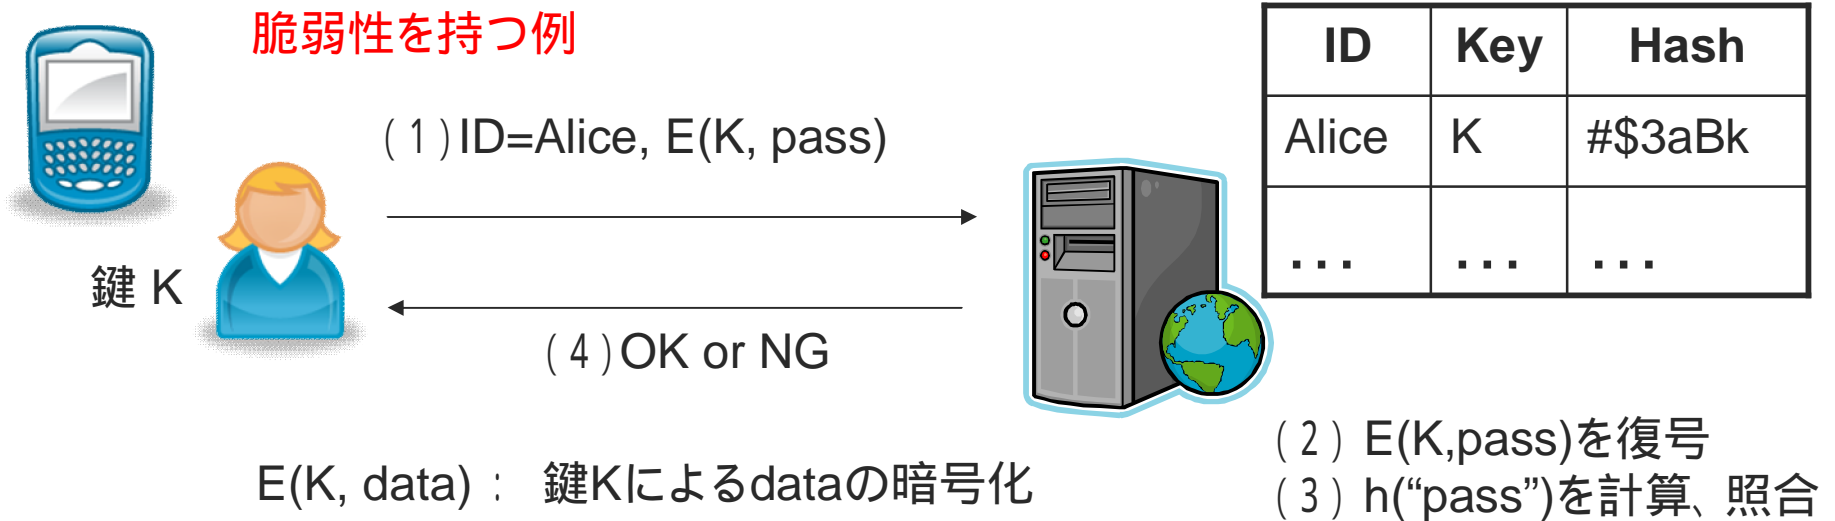 脆弱性を持つ例
(1)ID=Alice, E(K, pass)
鍵 K
(4)OK or NG
E(K, data) : 鍵Kによるdataの暗号化
ID Key Hash
Alice K #$3aBk
... ... ...
(2) E(K,pass)を復号
(3) h(“pass”)を計算、照合